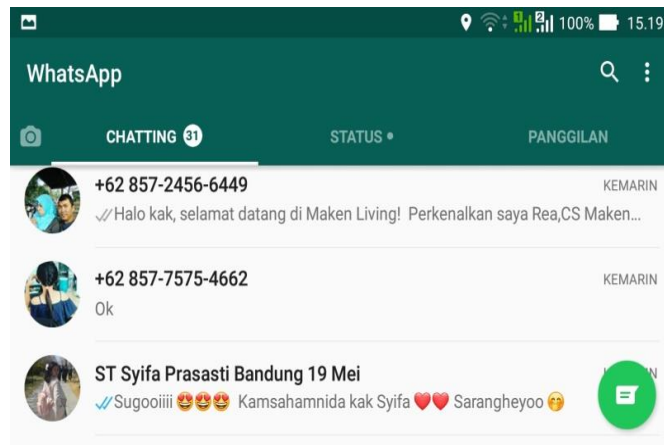 100% 15.19
WhatsApp
CHATTING 31 STATUS • PANGGILAN
+62 857-2456-6449 KEMARIN
Halo kak, selamat datang di Maken Living! Perkenalkan saya Rea,CS Maken...
+62 857-7575-4662 KEMARIN
Ok
ST Syifa Prasasti Bandung 19 Mei
Sugooiiii 🤩🤩🤩 Kamsahamnida kak Syifa ❤️❤️ Sarangheyoo 🤭